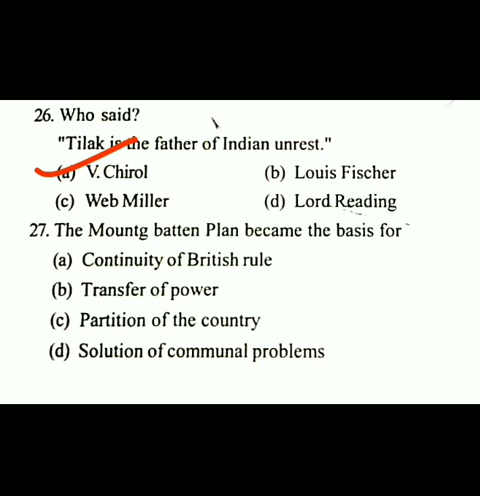 26. Who said?
"Tilak is the father of Indian unrest."
(a) V. Chirol (b) Louis Fischer
(c) Web Miller (d) Lord Reading
27. The Mountg batten Plan became the basis for
(a) Continuity of British rule
(b) Transfer of power
(c) Partition of the country
(d) Solution of communal problems